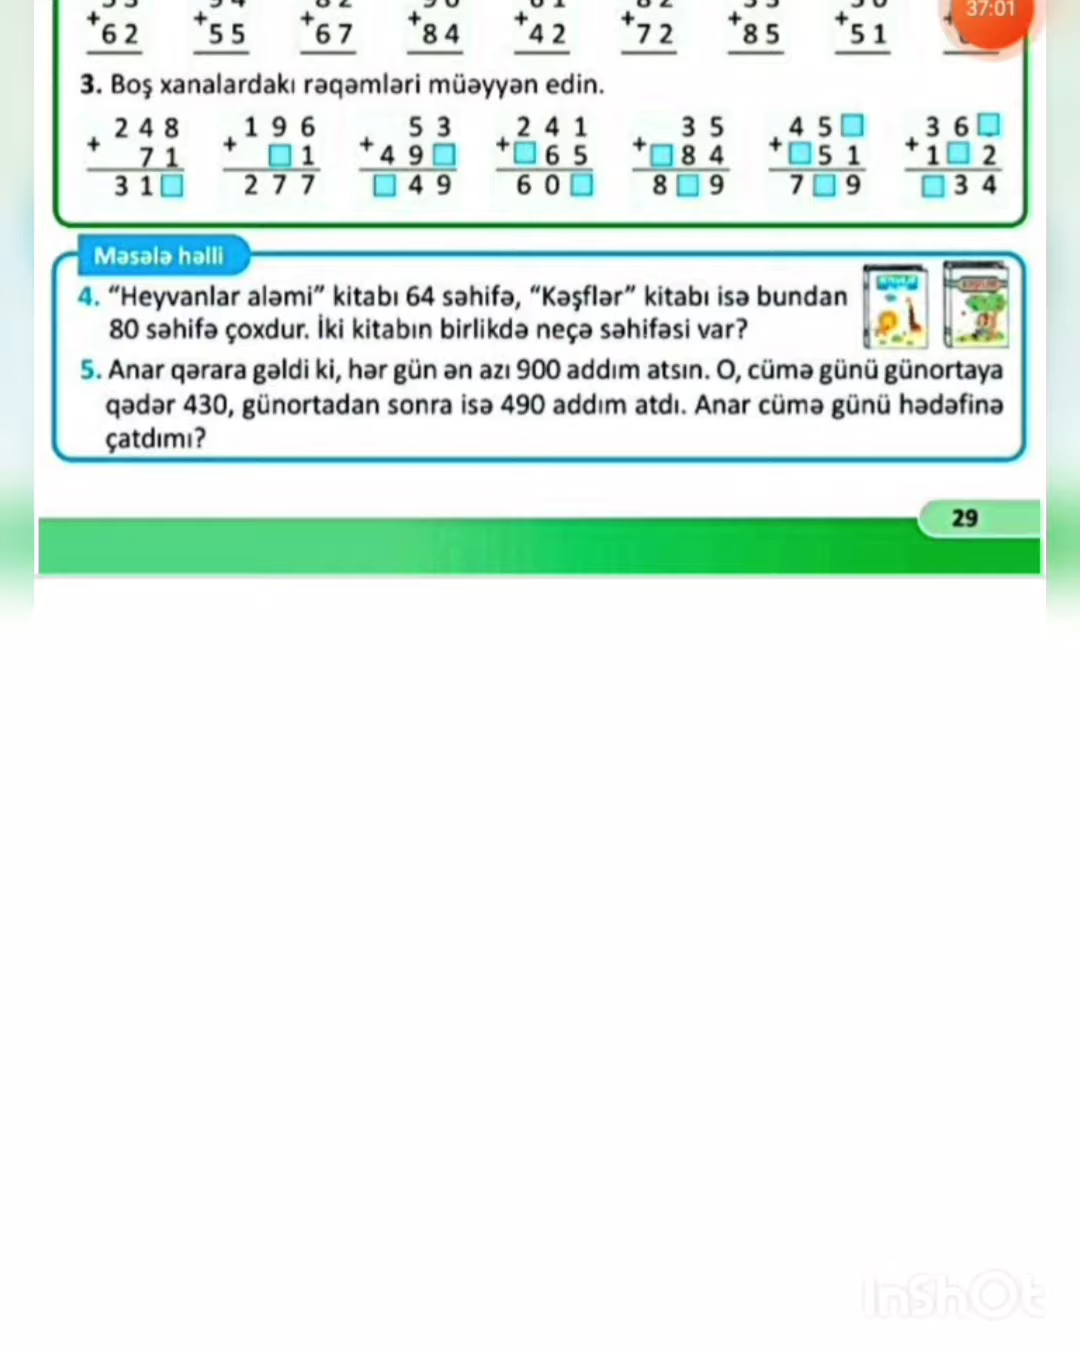 +62 +55 +67 +84 +42 +72 +85 +51
37:01
3. Boş xanalardakı rəqəmləri müəyyən edin.
248 196 53 241 35 45□ 36□
+ 71 + □1 +49□ +□65 +□84 +□51 +1□2
31□ 277 □49 60□ 8□9 7□9 □34
Məsələ həlli
4. “Heyvanlar aləmi” kitabı 64 səhifə, “Kəşflər” kitabı isə bundan
80 səhifə çoxdur. İki kitabın birlikdə neçə səhifəsi var?
5. Anar qərara gəldi ki, hər gün ən azı 900 addım atsın. O, cümə günü günortaya
qədər 430, günortadan sonra isə 490 addım atdı. Anar cümə günü hədəfinə
çatdımı?
29
InShOt